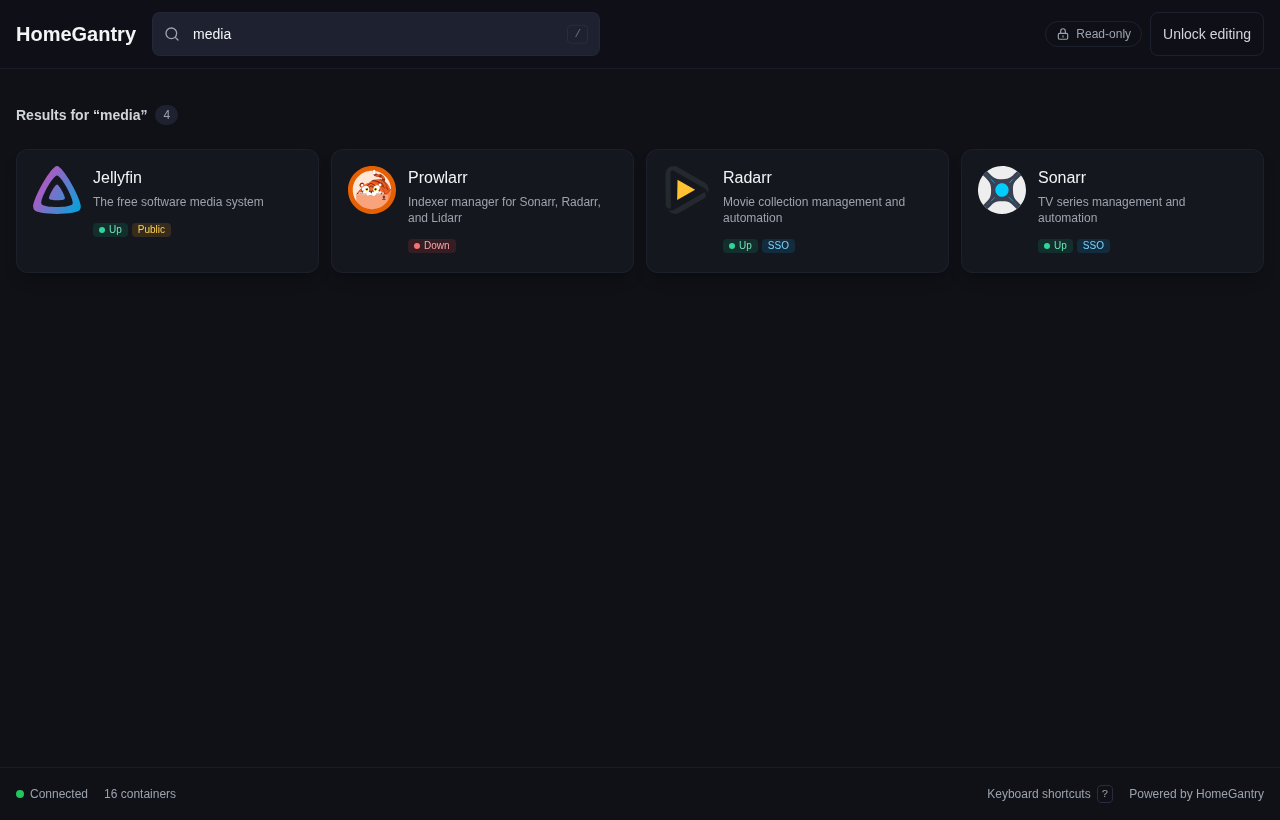 HomeGantry
media
/
Read-only
Unlock editing
Results for “media” 4
Jellyfin
The free software media system
Up
Public
Prowlarr
Indexer manager for Sonarr, Radarr,
and Lidarr
Down
Radarr
Movie collection management and
automation
Up
SSO
Sonarr
TV series management and
automation
Up
SSO
Connected
16 containers
Keyboard shortcuts ?
Powered by HomeGantry